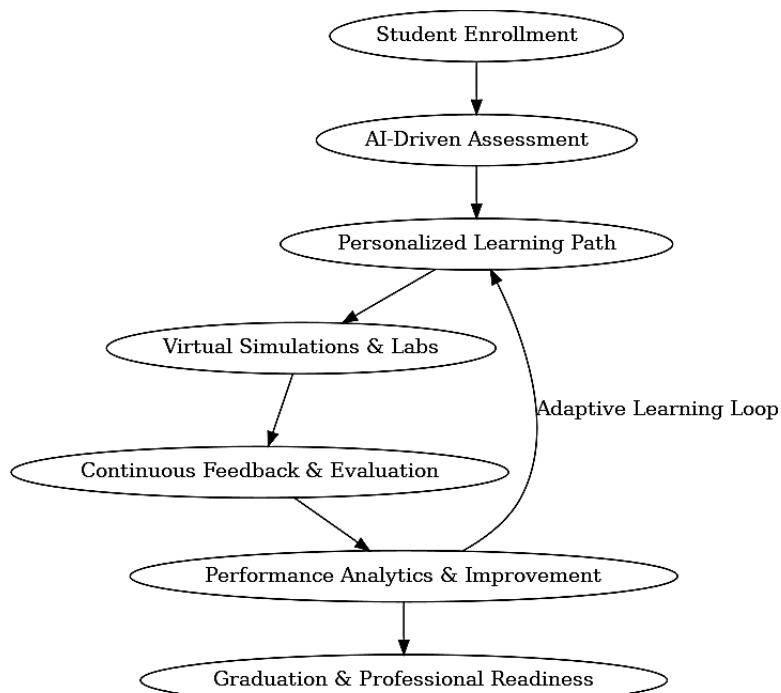 Student Enrollment
AI-Driven Assessment
Personalized Learning Path
Virtual Simulations & Labs
Adaptive Learning Loop
Continuous Feedback & Evaluation
Performance Analytics & Improvement
Graduation & Professional Readiness